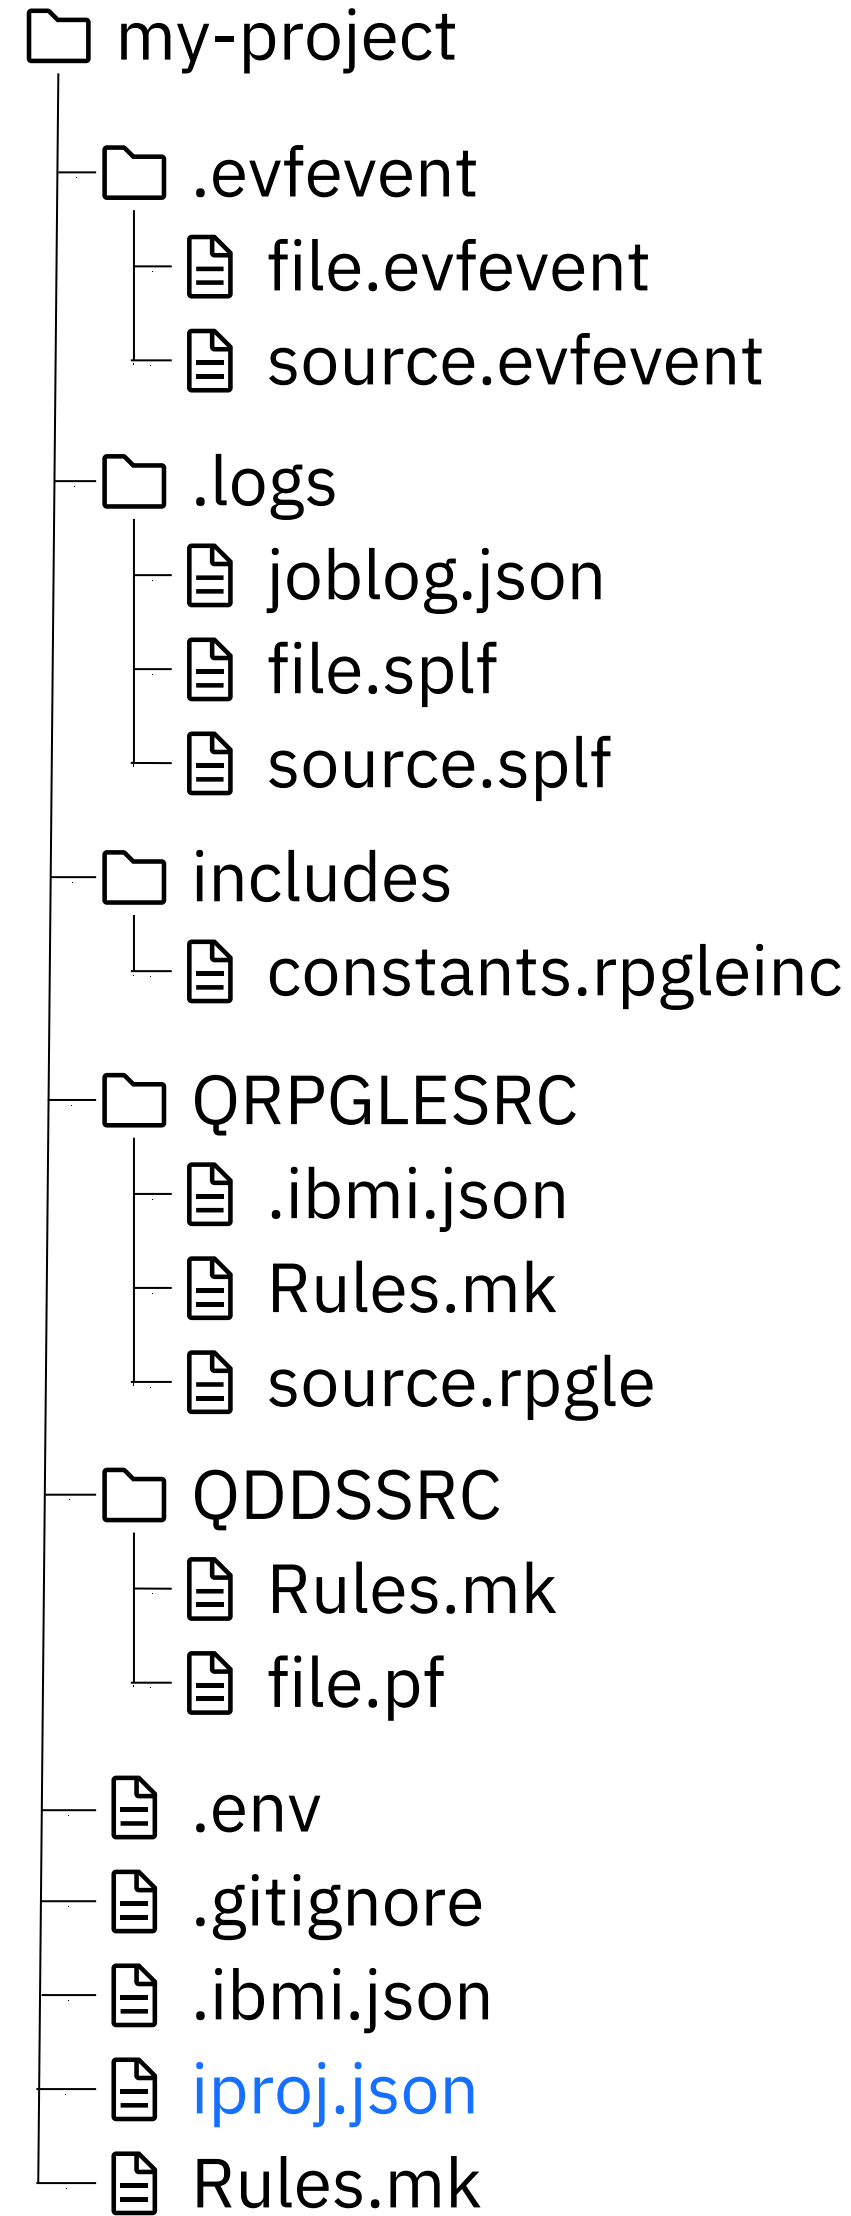 my-project
.evfevent
file.evfevent
source.evfevent
.logs
joblog.json
file.splf
source.splf
includes
constants.rpgleinc
QRPGLESRC
.ibmi.json
Rules.mk
source.rpgle
QDDSSRC
Rules.mk
file.pf
.env
.gitignore
.ibmi.json
iproj.json
Rules.mk